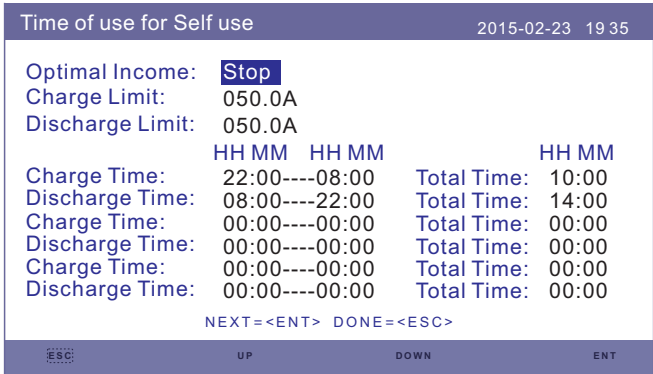 Time of use for Self use 2015-02-23 19 35
Optimal Income: Stop
Charge Limit: 050.0A
Discharge Limit: 050.0A
HH MM HH MM HH MM
Charge Time: 22:00----08:00 Total Time: 10:00
Discharge Time: 08:00----22:00 Total Time: 14:00
Charge Time: 00:00----00:00 Total Time: 00:00
Discharge Time: 00:00----00:00 Total Time: 00:00
Charge Time: 00:00----00:00 Total Time: 00:00
Discharge Time: 00:00----00:00 Total Time: 00:00
NEXT=<ENT> DONE=<ESC>
ESC UP DOWN ENT